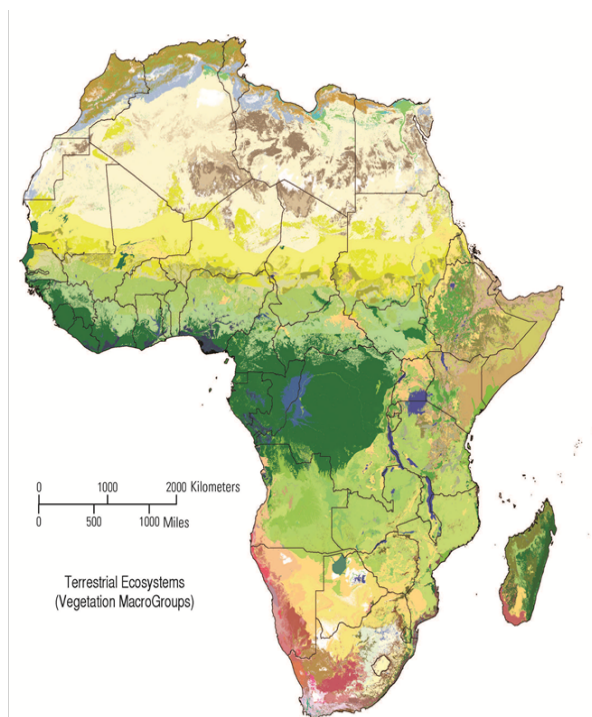 0 1000 2000 Kilometers
0 500 1000 Miles
Terrestrial Ecosystems
(Vegetation MacroGroups)